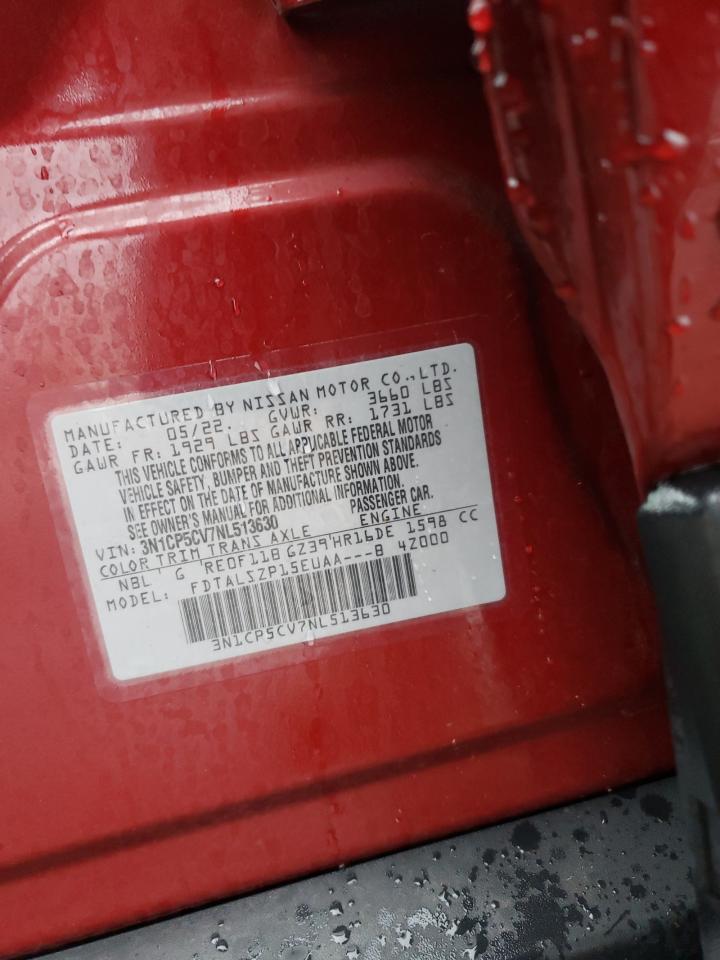 MANUFACTURED BY NISSAN MOTOR CO.,LTD.
DATE: 05/22. GVWR: 3660 LBS
GAWR FR: 1929 LBS GAWR RR: 1731 LBS
THIS VEHICLE CONFORMS TO ALL APPLICABLE FEDERAL MOTOR
VEHICLE SAFETY, BUMPER AND THEFT PREVENTION STANDARDS
IN EFFECT ON THE DATE OF MANUFACTURE SHOWN ABOVE.
SEE OWNER'S MANUAL FOR ADDITIONAL INFORMATION.
VIN: 3N1CP5CV7NL513630 PASSENGER CAR.
COLOR TRIM TRANS AXLE ENGINE
NBL G RE0F11B GZ39 HR16DE 1598 CC
MODEL: FDTALSZP15EUAA---B 42000
3N1CP5CV7NL513630